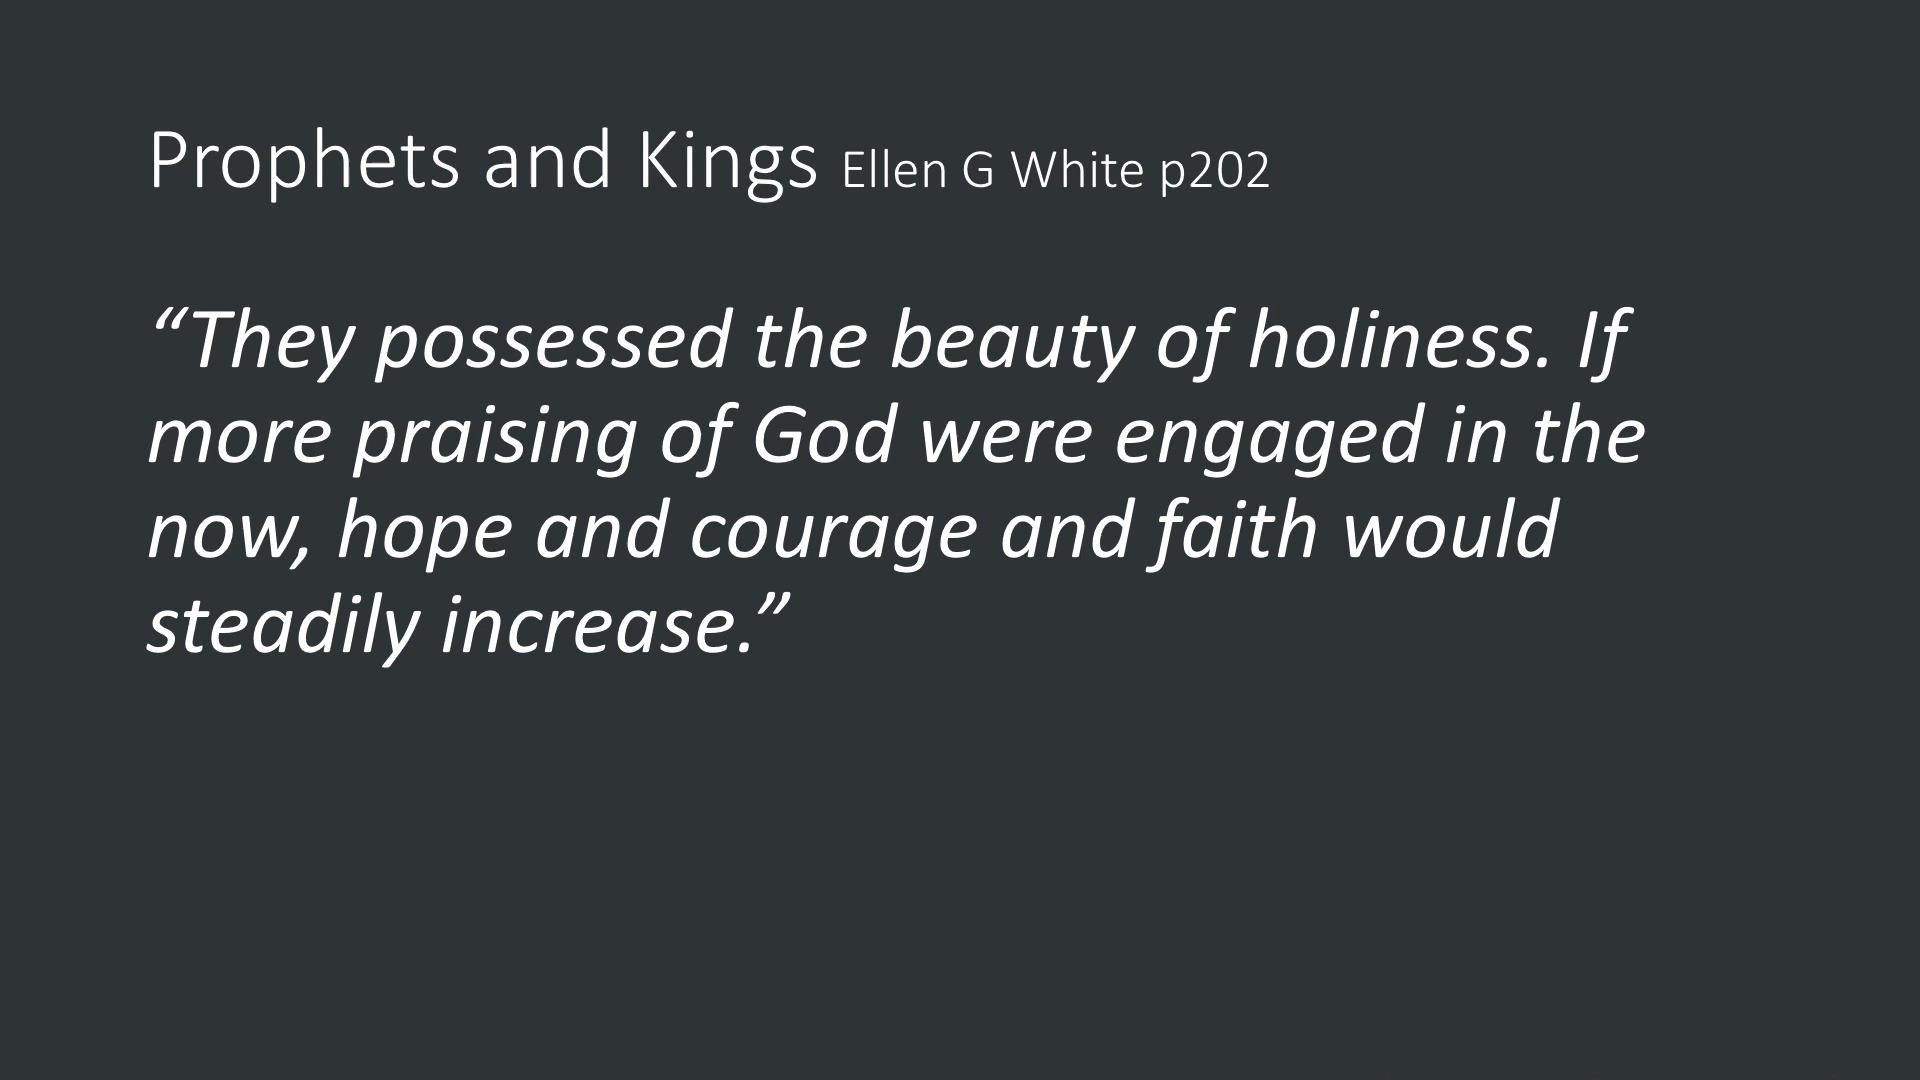 Prophets and Kings Ellen G White p202
“They possessed the beauty of holiness. If
more praising of God were engaged in the
now, hope and courage and faith would
steadily increase.”